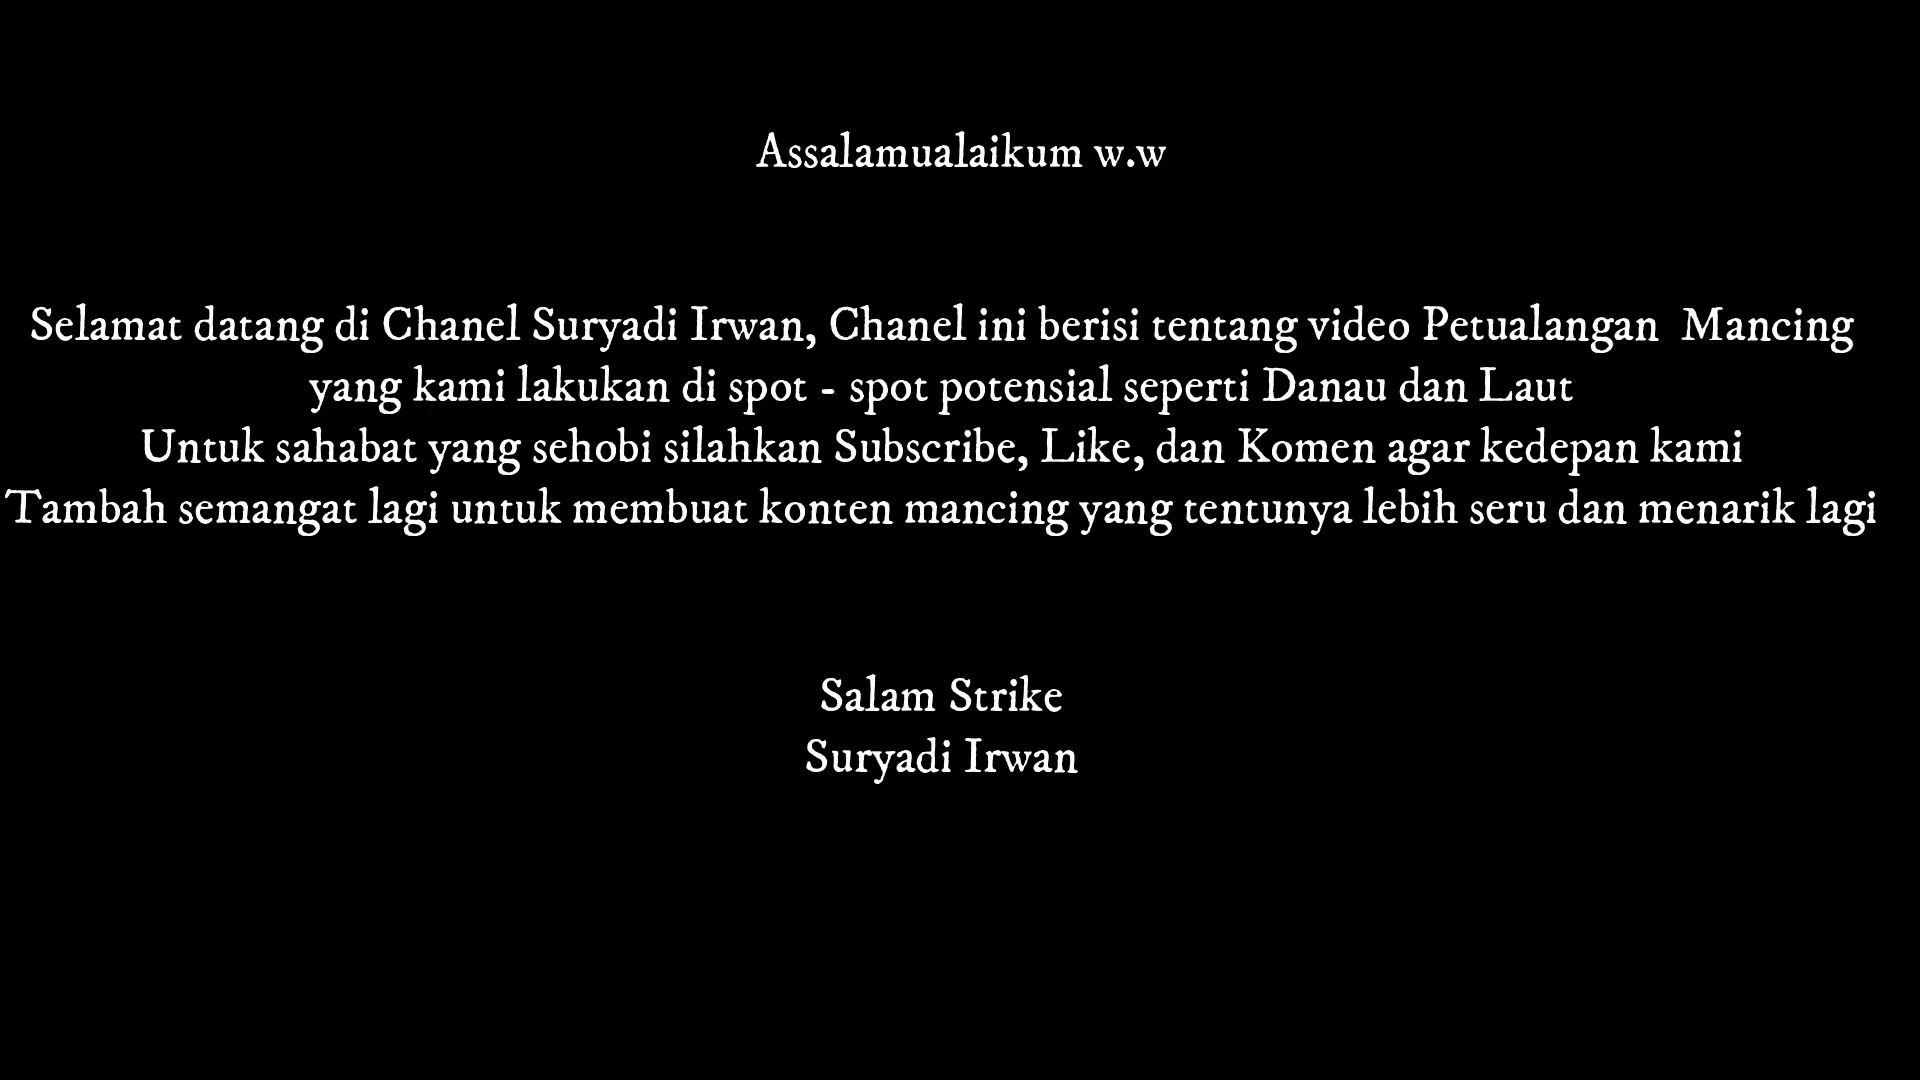 Assalamualaikum w.w
Selamat datang di Chanel Suryadi Irwan, Chanel ini berisi tentang video Petualangan  Mancing
yang kami lakukan di spot - spot potensial seperti Danau dan Laut
Untuk sahabat yang sehobi silahkan Subscribe, Like, dan Komen agar kedepan kami
Tambah semangat lagi untuk membuat konten mancing yang tentunya lebih seru dan menarik lagi
Salam Strike
Suryadi Irwan